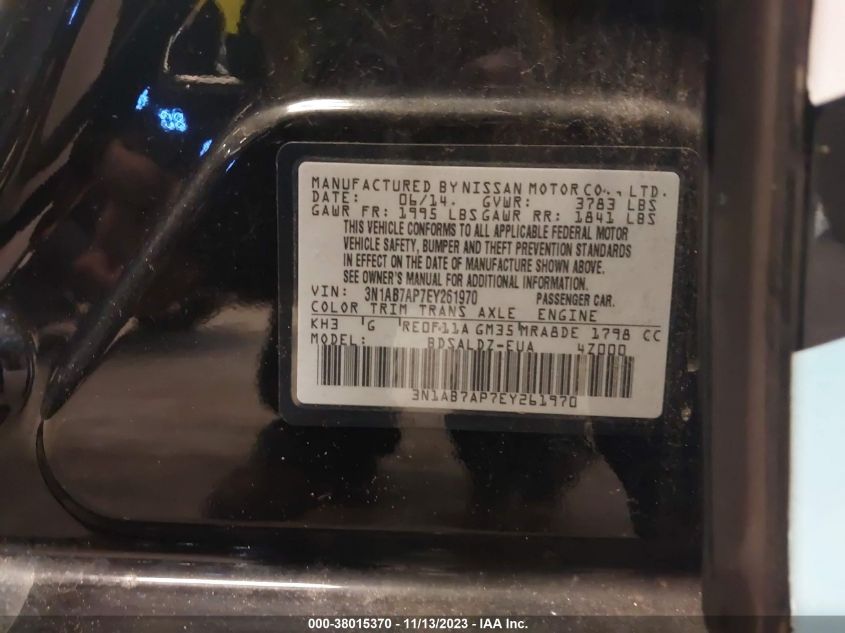 MANUFACTURED BY NISSAN MOTOR CO., LTD.
DATE: 06/14. GVWR: 3783 LBS
GAWR FR: 1995 LBS GAWR RR: 1841 LBS
THIS VEHICLE CONFORMS TO ALL APPLICABLE FEDERAL MOTOR
VEHICLE SAFETY, BUMPER AND THEFT PREVENTION STANDARDS
IN EFFECT ON THE DATE OF MANUFACTURE SHOWN ABOVE.
SEE OWNER'S MANUAL FOR ADDITIONAL INFORMATION.
VIN: 3N1AB7AP7EY261970 PASSENGER CAR.
COLOR TRIM TRANS AXLE ENGINE
KH3 G RE0F11A GM35 MRA8DE 1798 CC
MODEL: BDSALDZ-EUA 4Z000
3N1AB7AP7EY261970
000-38015370 - 11/13/2023 - IAA Inc.